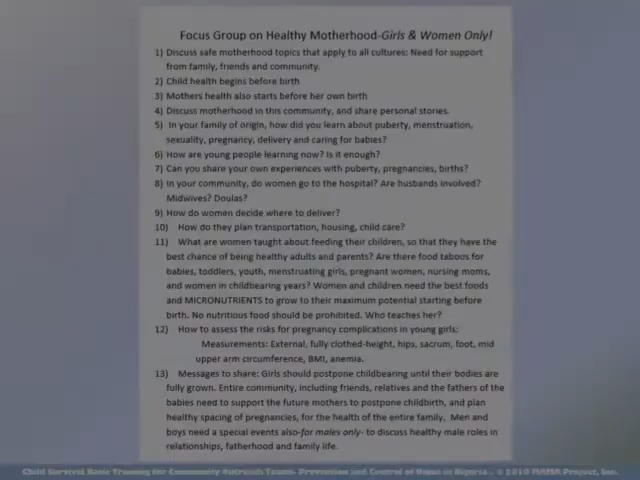 Focus Group on Healthy Motherhood-Girls & Women Only!
1) Discuss safe motherhood topics that apply to all cultures: Need for support
from family, friends and community.
2) Child health begins before birth
3) Mothers health also starts before her own birth
4) Discuss motherhood in this community, and share personal stories.
5) In your family of origin, how did you learn about puberty, menstruation,
sexuality, pregnancy, delivery and caring for babies?
6) How are young people learning now? Is it enough?
7) Can you share your own experiences with puberty, pregnancies, births?
8) In your community, do women go to the hospital? Are husbands involved?
Midwives? Doulas?
9) How do women decide where to deliver?
10) How do they plan transportation, housing, child care?
11) What are women taught about feeding their children, so that they have the
best chance of being healthy adults and parents? Are there food taboos for
babies, toddlers, youth, menstruating girls, pregnant women, nursing moms,
and women in childbearing years? Women and children need the best foods
and MICRONUTRIENTS to grow to their maximum potential starting before
birth. No nutritious food should be prohibited. Who teaches her?
12) How to assess the risks for pregnancy complications in young girls:
Measurements: External, fully clothed-height, hips, sacrum, foot, mid
upper arm circumference, BMI, anemia.
13) Messages to share: Girls should postpone childbearing until their bodies are
fully grown. Entire community, including friends, relatives and the fathers of the
babies need to support the future mothers to postpone childbirth, and plan
healthy spacing of pregnancies, for the health of the entire family. Men and
boys need a special events also-for males only- to discuss healthy male roles in
relationships, fatherhood and family life.
Child Survival Basic Training for Community Outreach Teams- Prevention and Control of Noma in Nigeria . © 2010 MAMA Project, Inc.